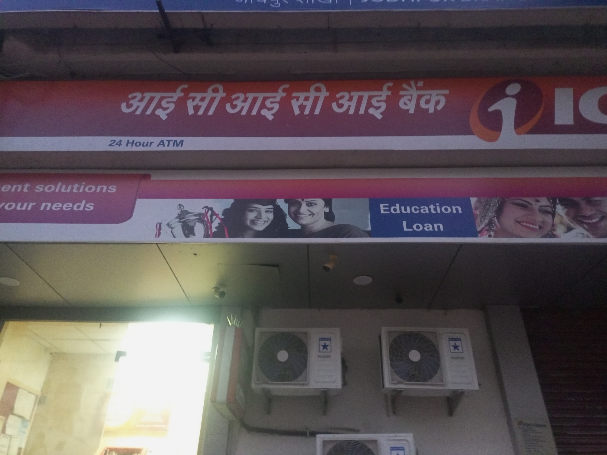 आई सी आई सी आई बैंक
IC
24 Hour ATM
ent solutions
your needs
Education
Loan